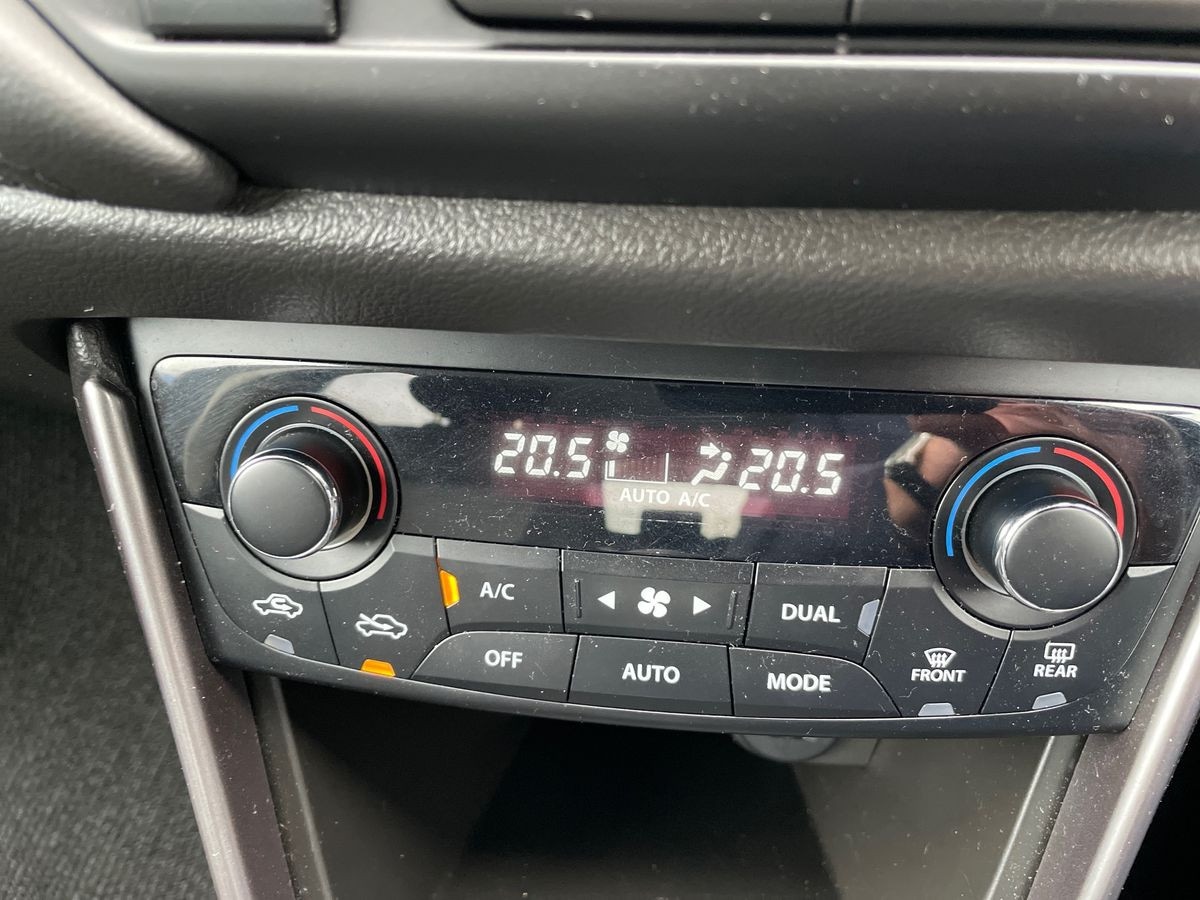 20.5 20.5
AUTO A/C
A/C
DUAL
OFF
AUTO
MODE
FRONT
REAR